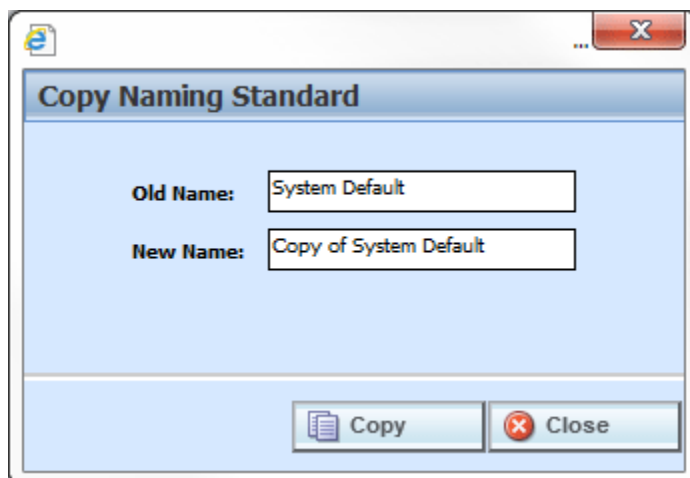 ...
Copy Naming Standard
Old Name: System Default
New Name: Copy of System Default
Copy Close